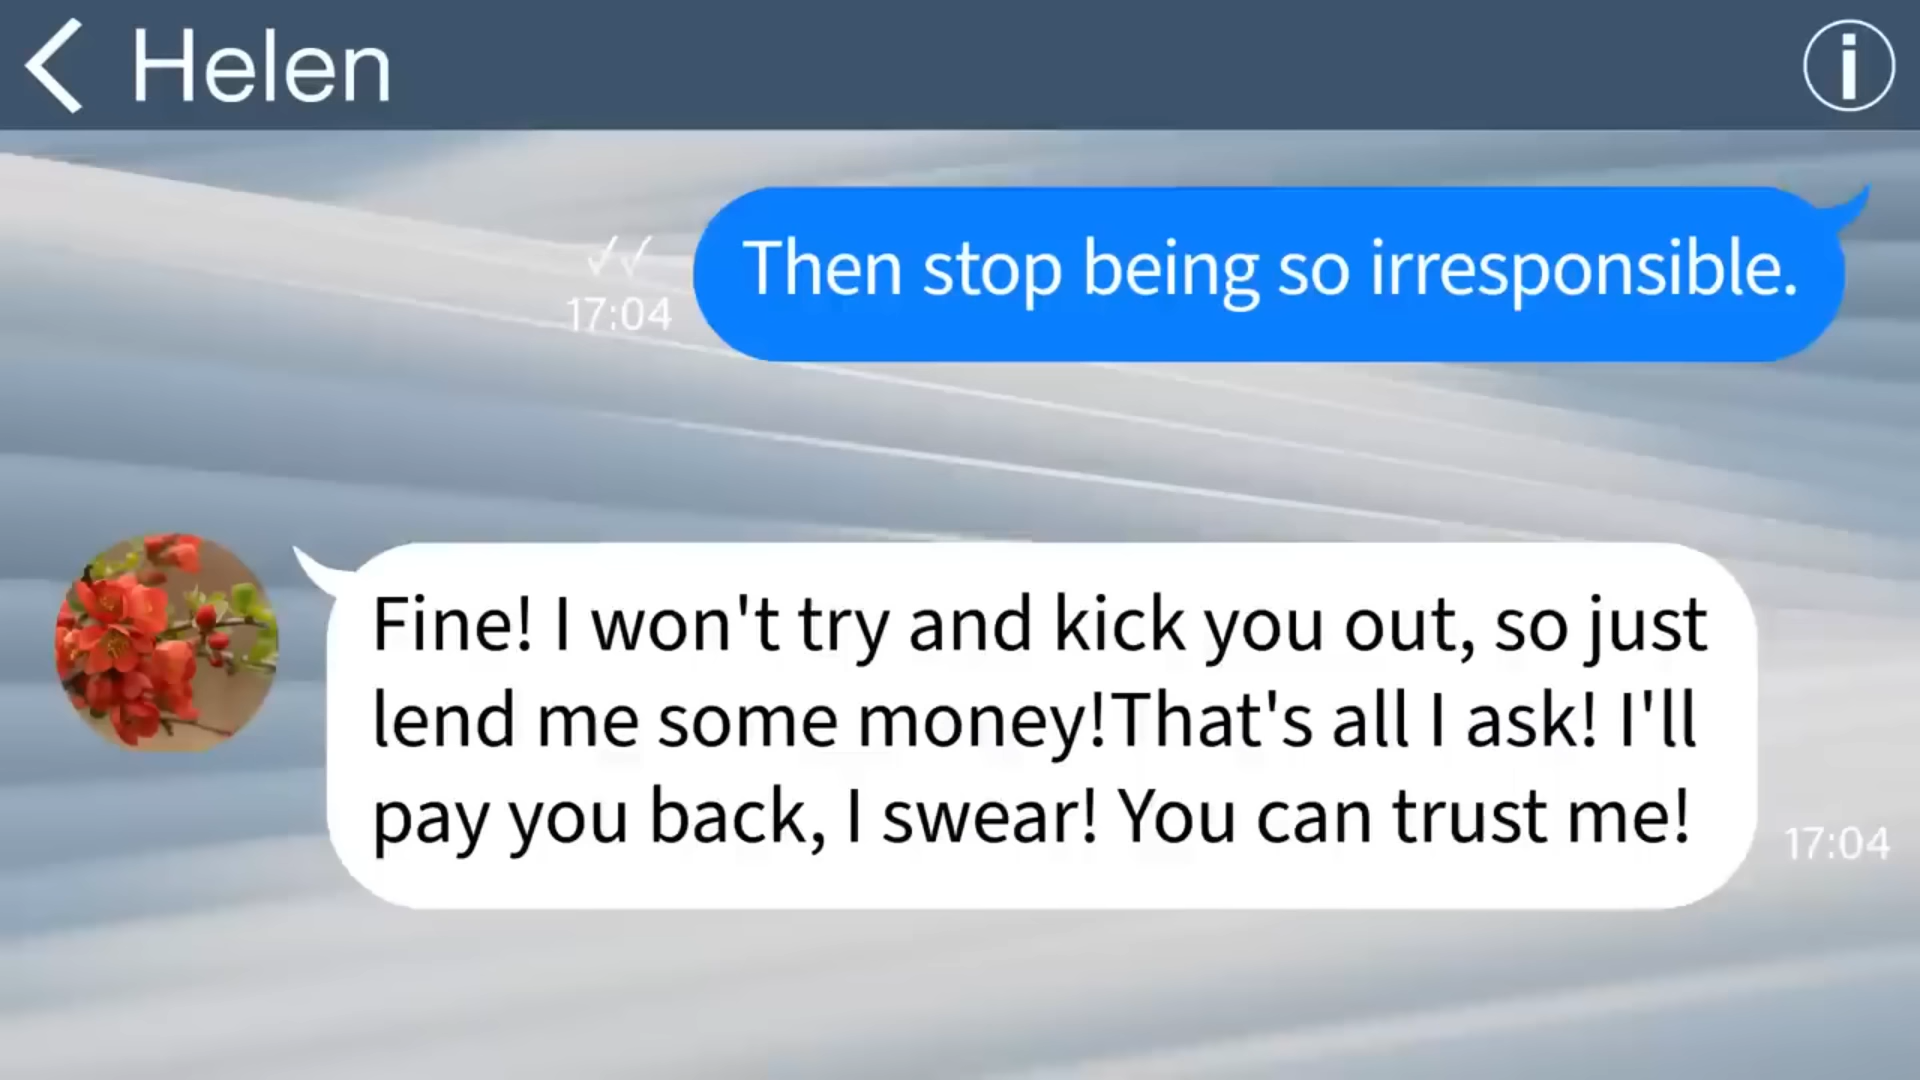 Helen
Then stop being so irresponsible.
17:04
Fine! I won't try and kick you out, so just
lend me some money!That's all I ask! I'll
pay you back, I swear! You can trust me!
17:04